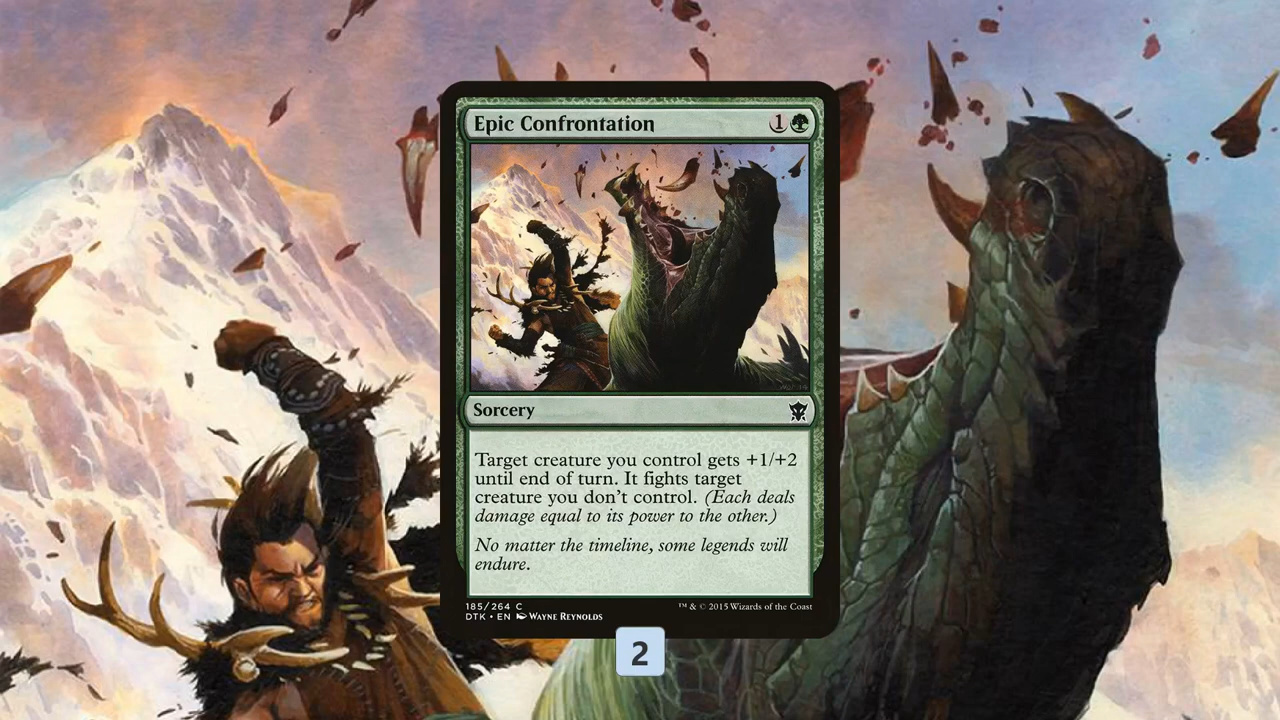 Epic Confrontation 1
Sorcery
Target creature you control gets +1/+2
until end of turn. It fights target
creature you don't control. (Each deals
damage equal to its power to the other.)
No matter the timeline, some legends will
endure.
185/264 C
DTK • EN Wayne Reynolds
™ & © 2015 Wizards of the Coast
2